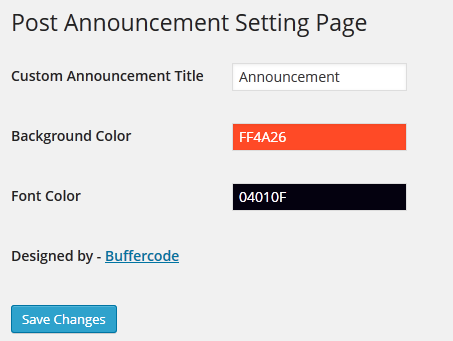 Post Announcement Setting Page
Custom Announcement Title Announcement
Background Color FF4A26
Font Color 04010F
Designed by - Buffercode
Save Changes